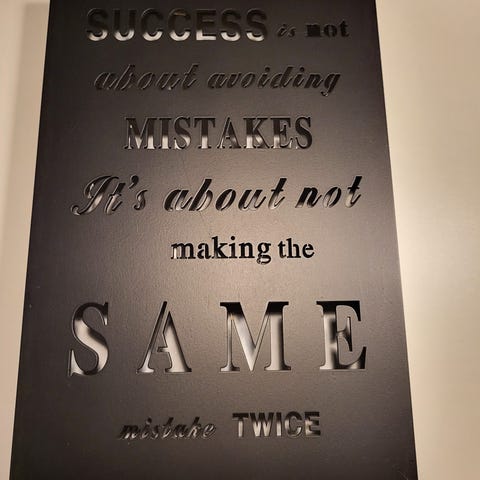 SUCCESS is not
about avoiding
MISTAKES
It's about not
making the
SAME
mistake TWICE